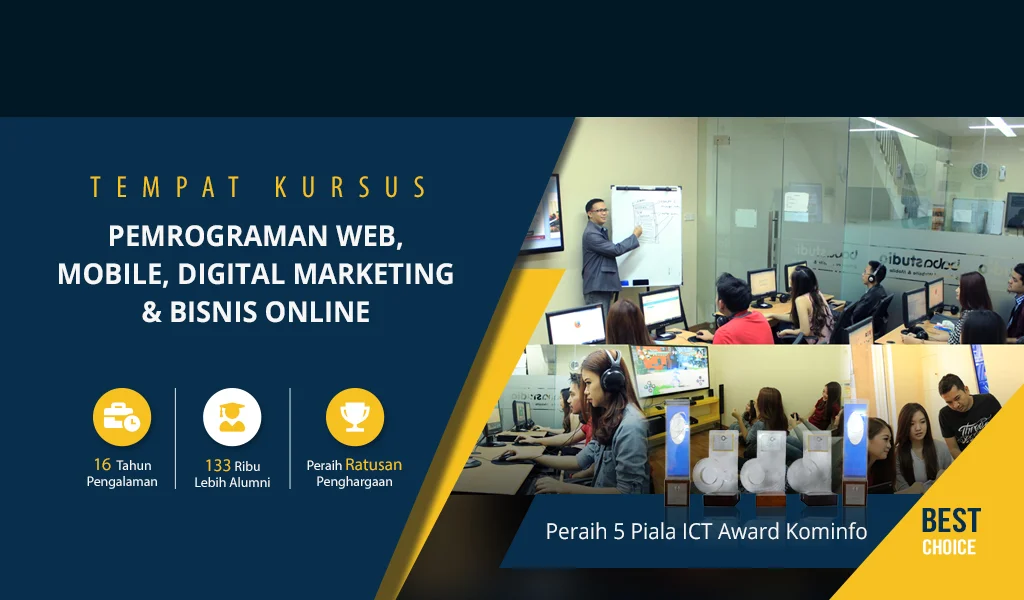 TEMPAT KURSUS
PEMROGRAMAN WEB,
MOBILE, DIGITAL MARKETING
& BISNIS ONLINE
16 Tahun
Pengalaman
133 Ribu
Lebih Alumni
Peraih Ratusan
Penghargaan
babastudio
Peraih 5 Piala ICT Award Kominfo
BEST
CHOICE